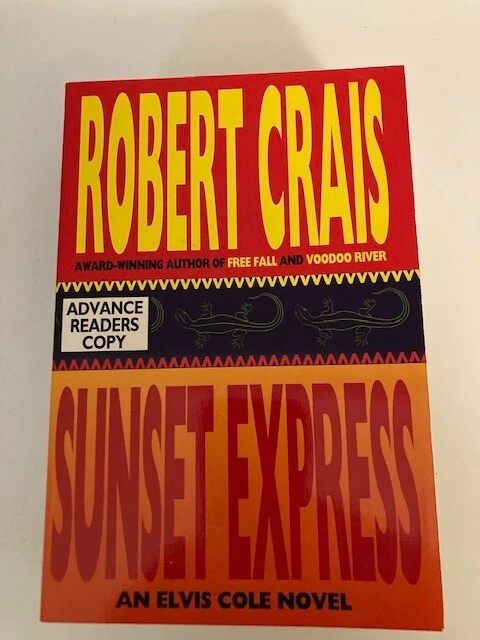 ROBERT CRAIS
AWARD-WINNING AUTHOR OF FREE FALL AND VOODOO RIVER
ADVANCE
READERS
COPY
SUNSET EXPRESS
AN ELVIS COLE NOVEL